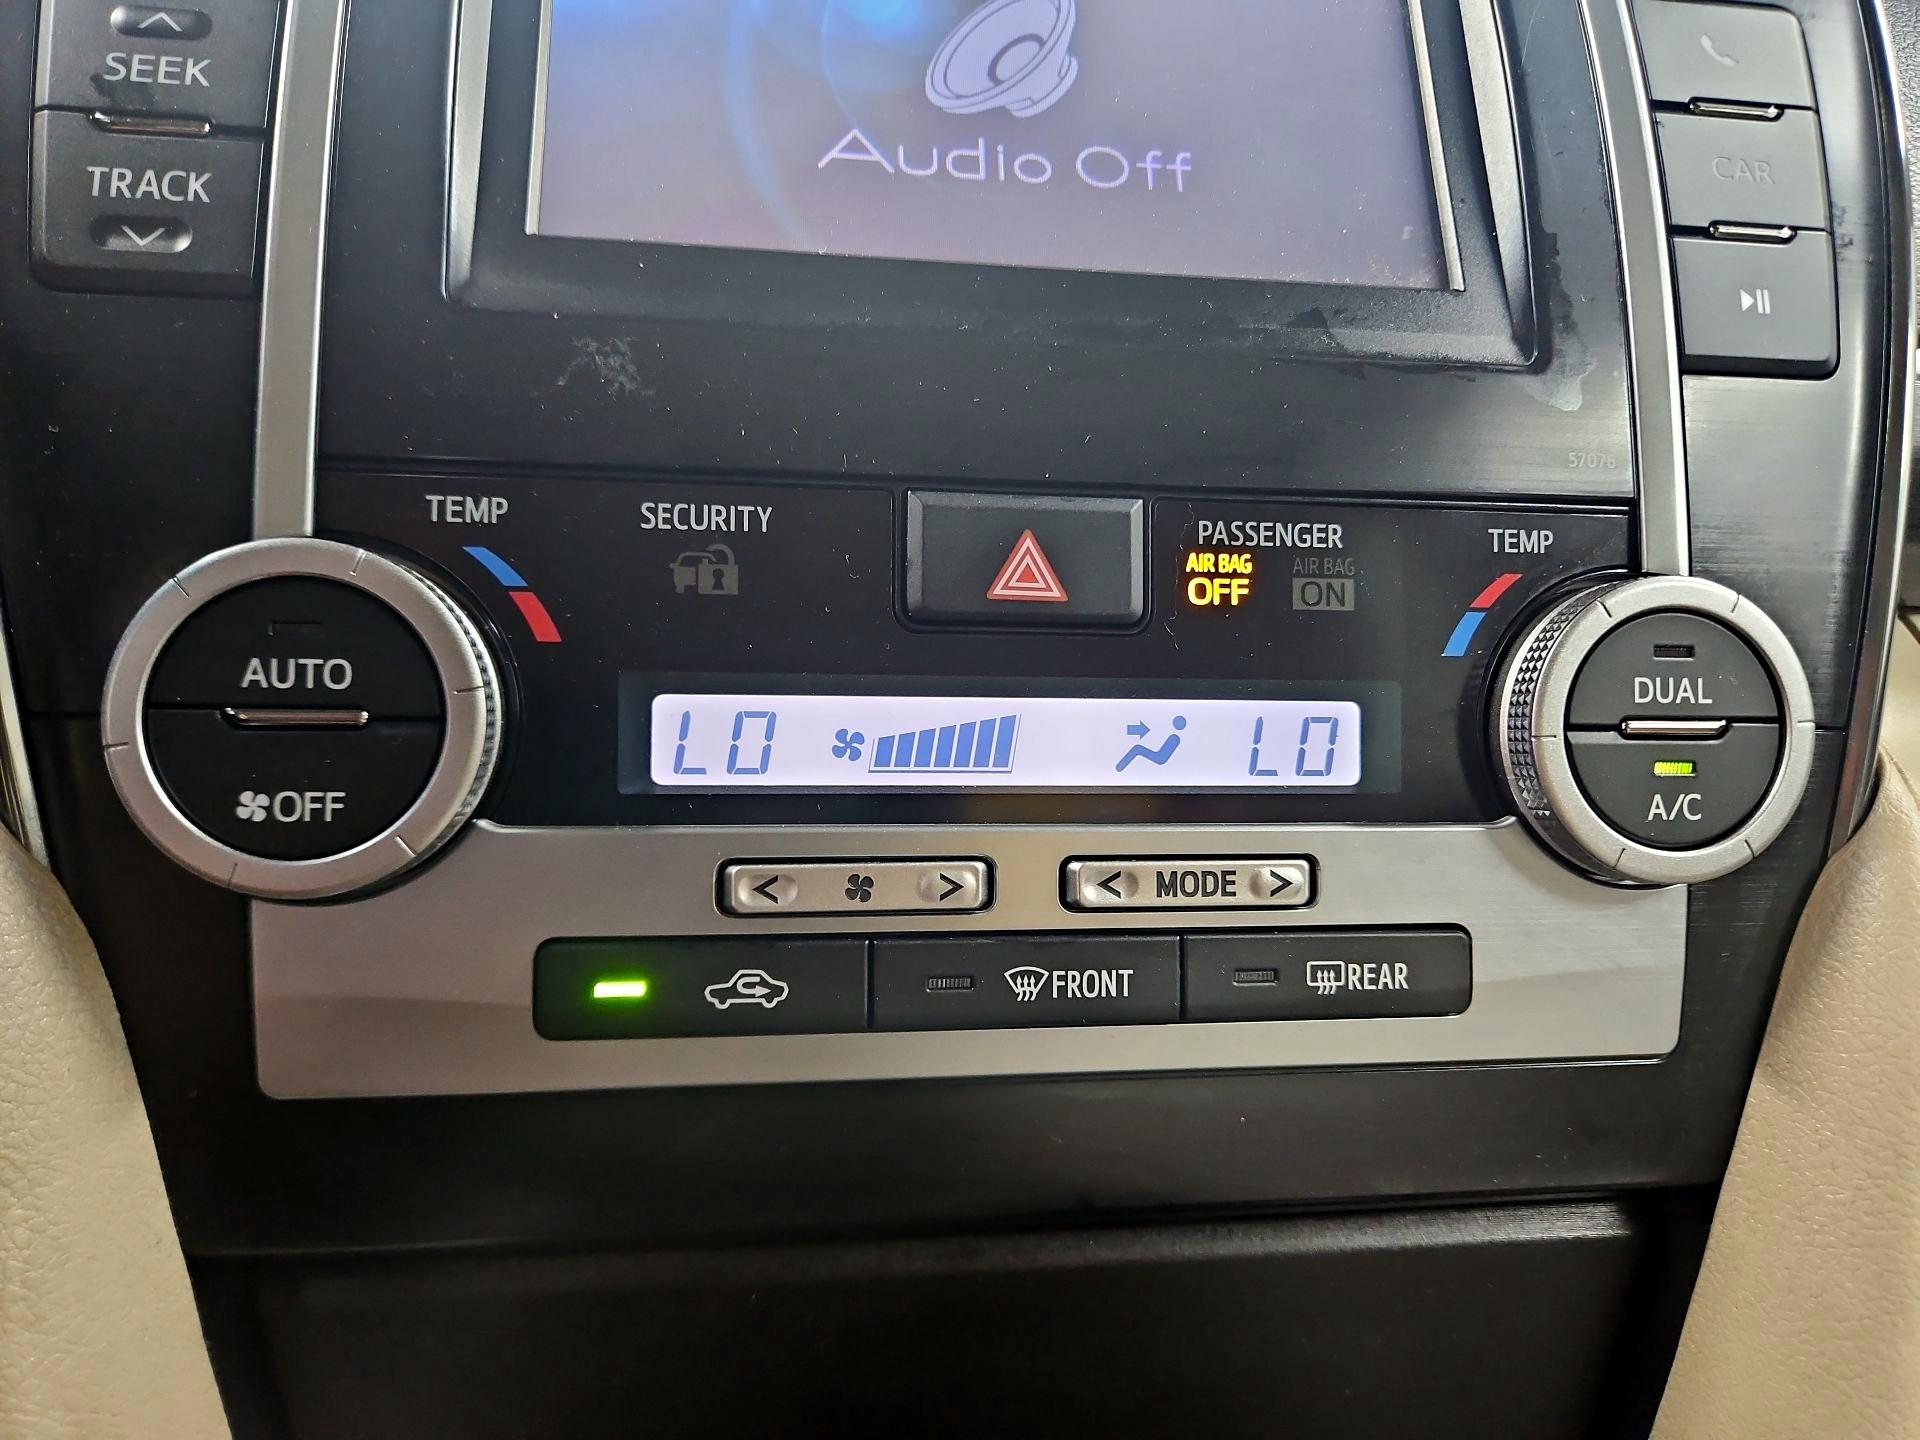 SEEK
TRACK
Audio Off
CAR
57076
TEMP
SECURITY
PASSENGER
AIR BAG
OFF
AIR BAG
ON
TEMP
AUTO
OFF
LO
LO
DUAL
A/C
MODE
FRONT
REAR